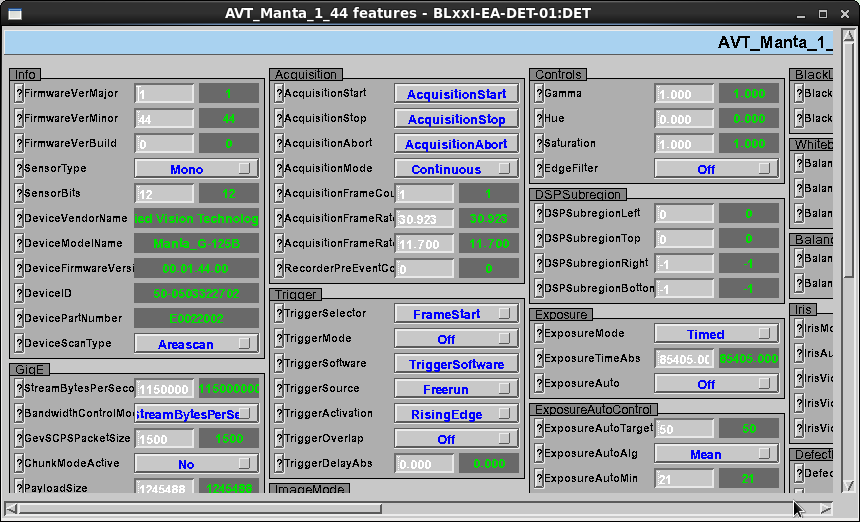 AVT_Manta_1_44 features - BLxxI-EA-DET-01:DET
AVT_Manta_1_
Info
?FirmwareVerMajor 1 1
?FirmwareVerMinor 44 44
?FirmwareVerBuild 0 0
?SensorType Mono
?SensorBits 12 12
?DeviceVendorName ied Vision Technolog
?DeviceModelName Manta_G-125B
?DeviceFirmwareVersi 00.01.44.00
?DeviceID 50-0503322702
?DevicePartNumber E0022002
?DeviceScanType Areascan
GigE
?StreamBytesPerSeco 1150000 115000000
?BandwidthControlMo StreamBytesPerSe
?GevSCPSPacketSize 1500 1500
?ChunkModeActive No
?PayloadSize 1245488 1245488
Acquisition
?AcquisitionStart AcquisitionStart
?AcquisitionStop AcquisitionStop
?AcquisitionAbort AcquisitionAbort
?AcquisitionMode Continuous
?AcquisitionFrameCou 1 1
?AcquisitionFrameRat 30.923 30.923
?AcquisitionFrameRat 11.700 11.700
?RecorderPreEventCo 0 0
Trigger
?TriggerSelector FrameStart
?TriggerMode Off
?TriggerSoftware TriggerSoftware
?TriggerSource Freerun
?TriggerActivation RisingEdge
?TriggerOverlap Off
?TriggerDelayAbs 0.000 0.000
ImageMode
Controls
?Gamma 1.000 1.000
?Hue 0.000 0.000
?Saturation 1.000 1.000
?EdgeFilter Off
DSPSubregion
?DSPSubregionLeft 0 0
?DSPSubregionTop 0 0
?DSPSubregionRight -1 -1
?DSPSubregionBotton -1 -1
Exposure
?ExposureMode Timed
?ExposureTimeAbs 85405.00 85405.000
?ExposureAuto Off
ExposureAutoControl
?ExposureAutoTarget 50 50
?ExposureAutoAlg Mean
?ExposureAutoMin 21 21
BlackL
?Black
?Black
Whiteb
?Balan
?Balan
?Balan
Balanc
?Balan
?Balan
Iris
?IrisMo
?IrisAu
?IrisVid
?IrisVid
?IrisVid
Defect
?Defec